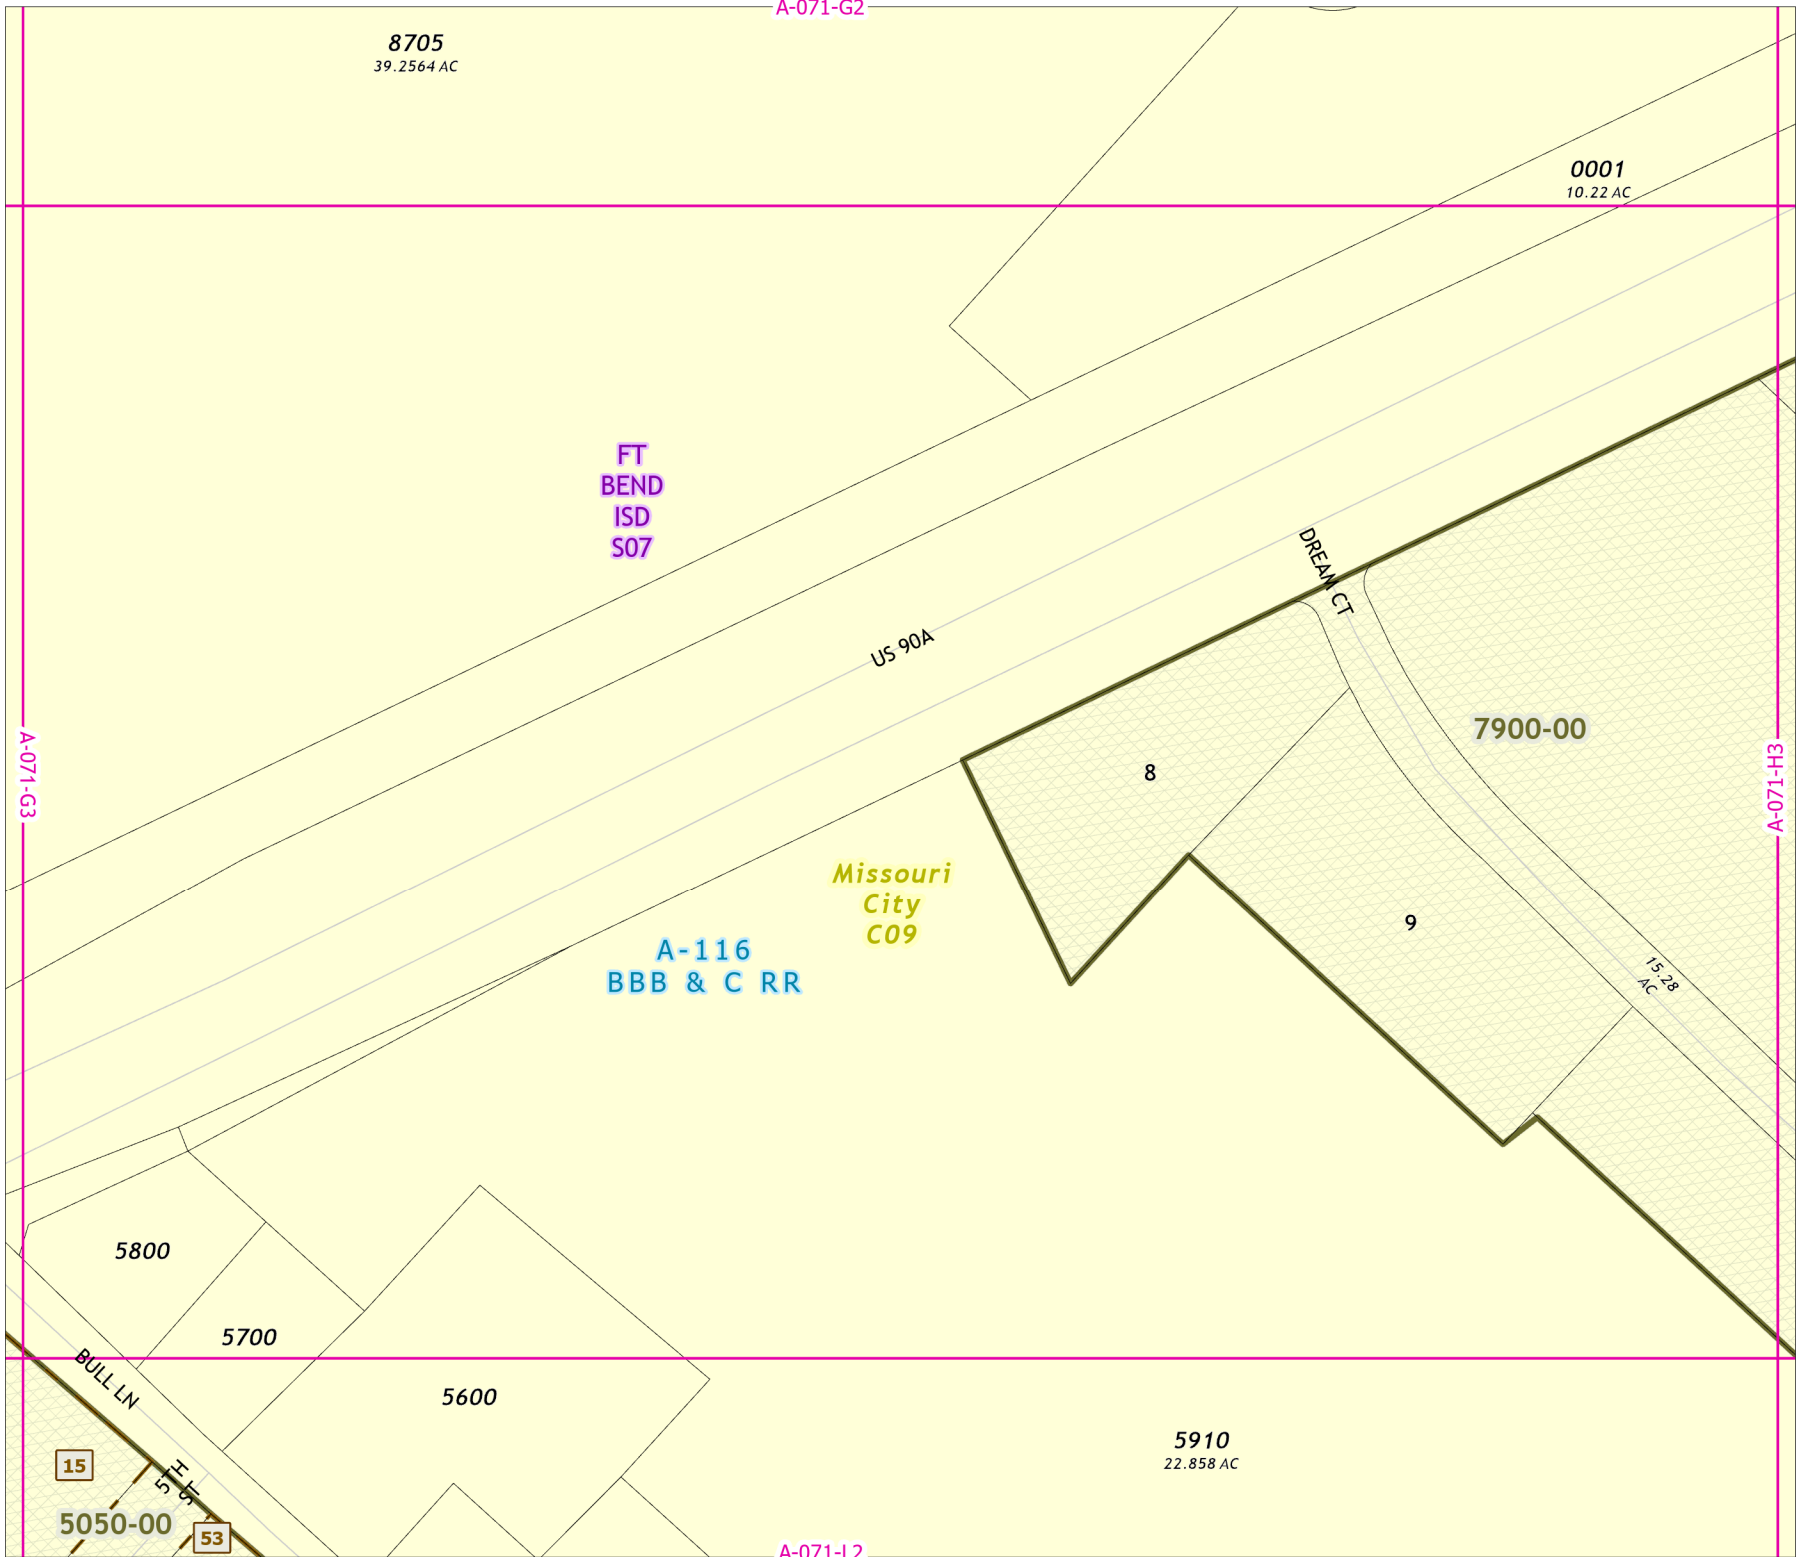 A-071-G2
8705
39.2564 AC
0001
10.22 AC
FT
BEND
ISD
S07
DREAM CT
US 90A
7900-00
A-071-G3
A-071-H3
8
Missouri
City
C09
9
A-116
BBB & C RR
15.28
AC
5800
5700
BULL LN
5600
5910
22.858 AC
15
5TH
ST
5050-00
53
A-071-L2